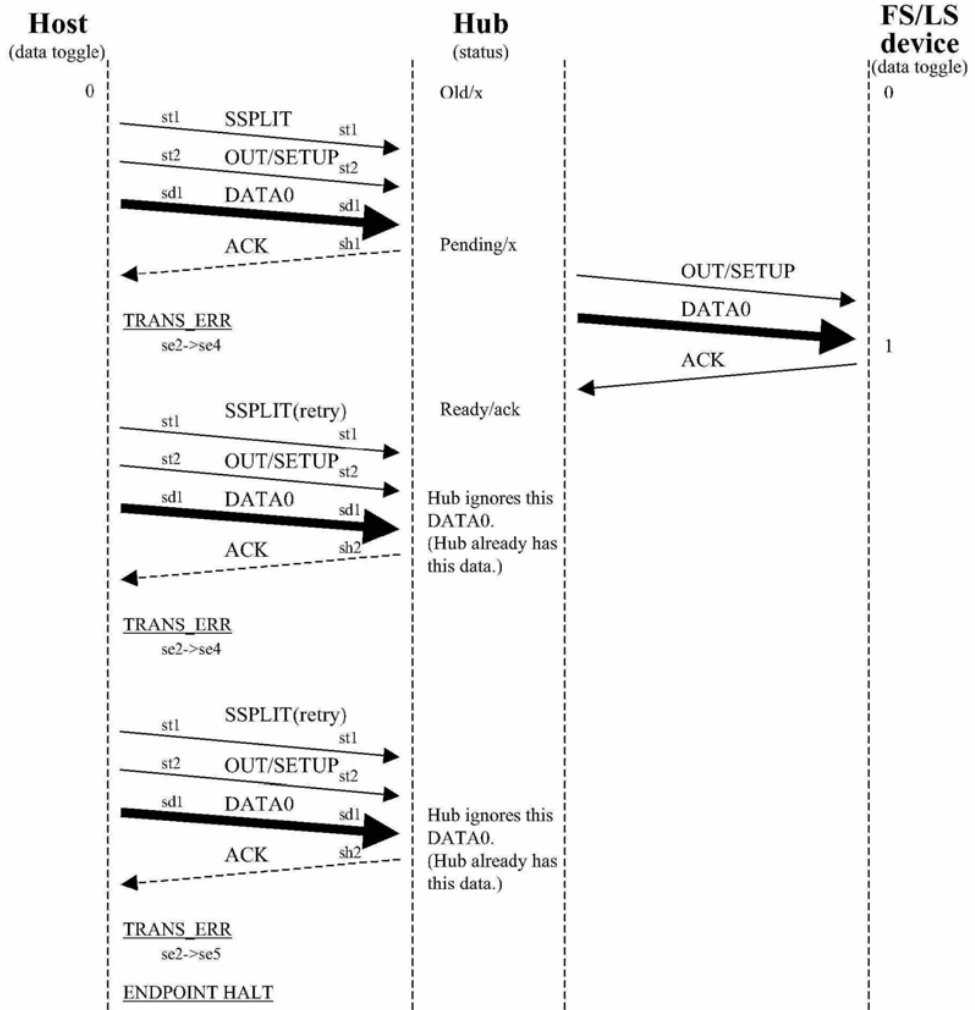 Host
(data toggle)
Hub
(status)
FS/LS
device
(data toggle)
0
Old/x
0
st1
SSPLIT
st1
st2
OUT/SETUP
st2
sd1
DATA0
sd1
ACK
sh1
Pending/x
OUT/SETUP
DATA0
TRANS_ERR
se2->se4
1
ACK
SSPLIT(retry)
Ready/ack
st1
st1
st2
OUT/SETUP
st2
sd1
DATA0
sd1
Hub ignores this
DATA0.
(Hub already has
this data.)
ACK
sh2
TRANS_ERR
se2->se4
SSPLIT(retry)
st1
st1
st2
OUT/SETUP
st2
sd1
DATA0
sd1
Hub ignores this
DATA0.
(Hub already has
this data.)
ACK
sh2
TRANS_ERR
se2->se5
ENDPOINT HALT